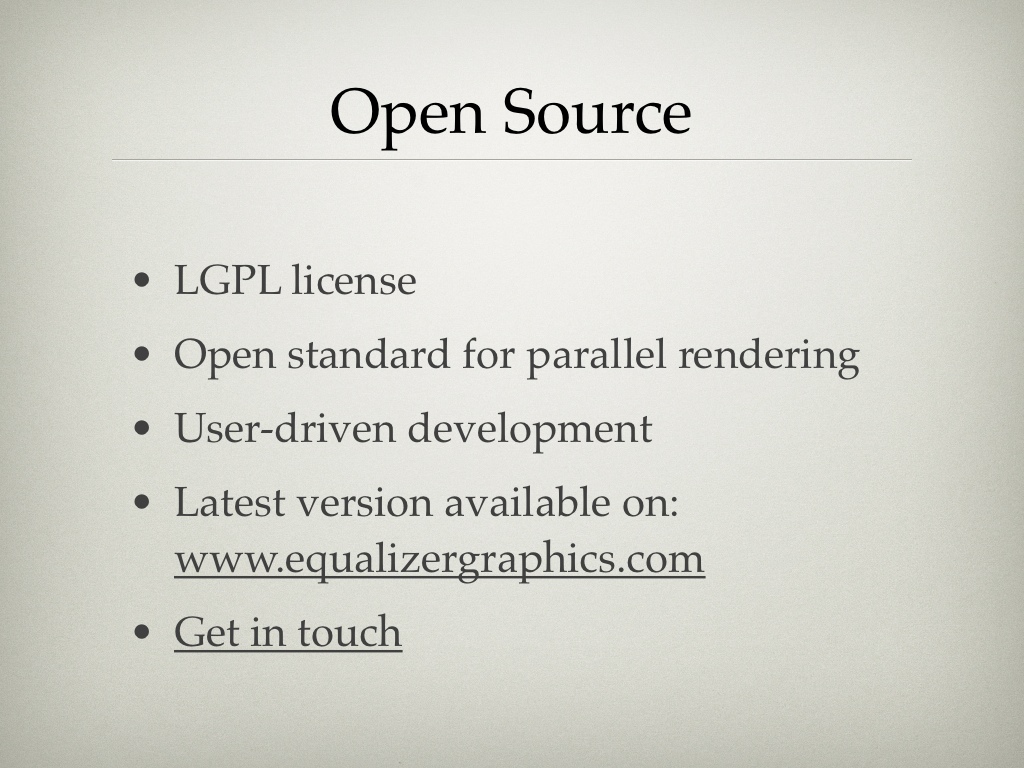 Open Source
• LGPL license
• Open standard for parallel rendering
• User-driven development
• Latest version available on:
www.equalizergraphics.com
• Get in touch